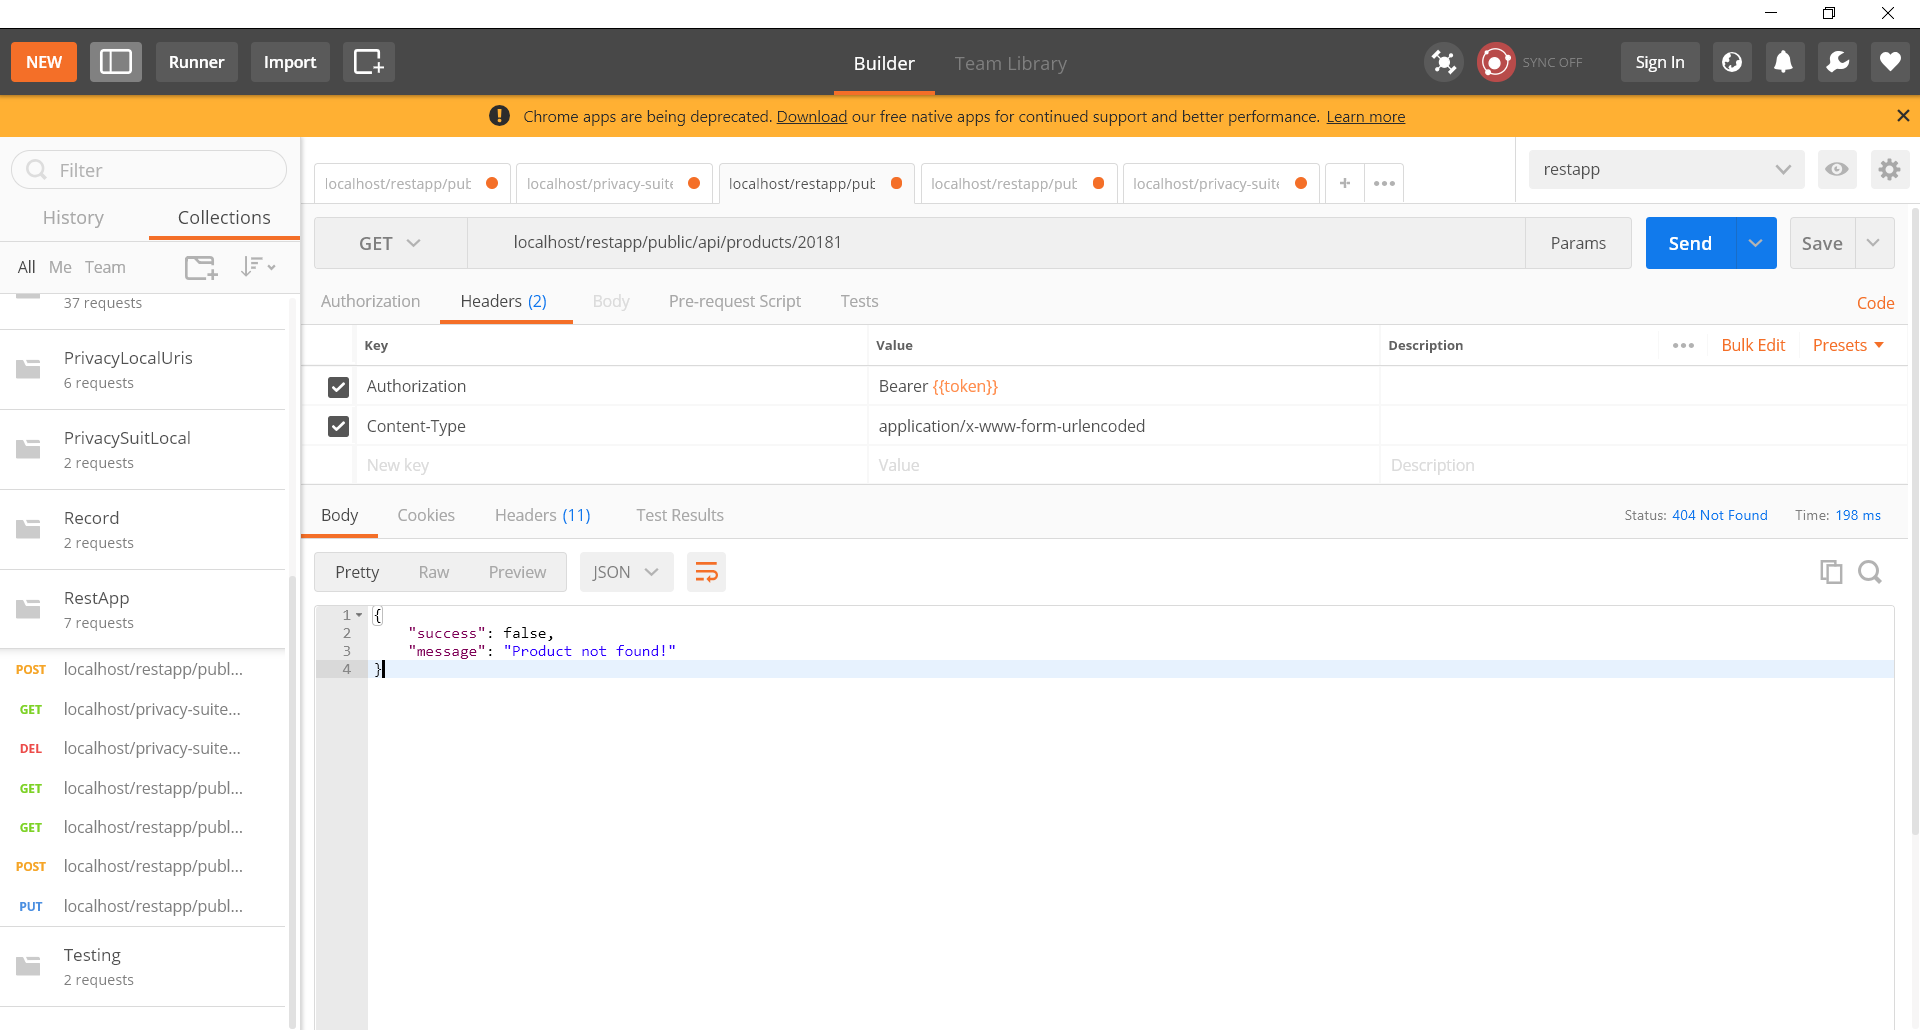 NEW Runner Import Builder Team Library SYNC OFF Sign In
Chrome apps are being deprecated. Download our free native apps for continued support and better performance. Learn more
Filter
History Collections
All Me Team
37 requests
PrivacyLocalUris
6 requests
PrivacySuitLocal
2 requests
Record
2 requests
RestApp
7 requests
POST localhost/restapp/publ...
GET localhost/privacy-suite...
DEL localhost/privacy-suite...
GET localhost/restapp/publ...
GET localhost/restapp/publ...
POST localhost/restapp/publ...
PUT localhost/restapp/publ...
Testing
2 requests
localhost/restapp/pub localhost/privacy-suite localhost/restapp/pub localhost/restapp/pub localhost/privacy-suite + •••
restapp
GET localhost/restapp/public/api/products/20181 Params Send Save
Authorization Headers (2) Body Pre-request Script Tests Code
Key Value Description ••• Bulk Edit Presets
Authorization Bearer {{token}}
Content-Type application/x-www-form-urlencoded
New key Value Description
Body Cookies Headers (11) Test Results Status: 404 Not Found Time: 198 ms
Pretty Raw Preview JSON
1 {
2 "success": false,
3 "message": "Product not found!"
4 }